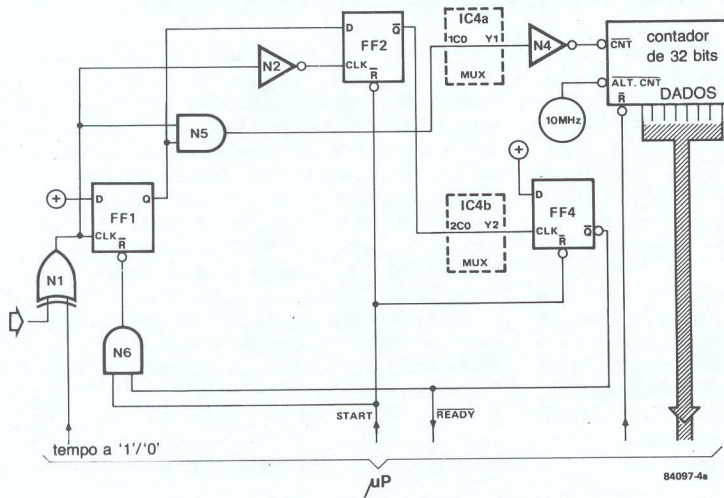 IC4a
1C0 Y1
MUX
N4
CNT
contador
de 32 bits
ALT. CNT
DADOS
R
10MHz
D
Q
FF2
CLK
R
N2
N5
+
D
Q
FF1
CLK
R
N1
N6
IC4b
2C0 Y2
MUX
+
D
FF4
CLK
Q
R
START
READY
tempo a '1'/'0'
µP
84097-4a